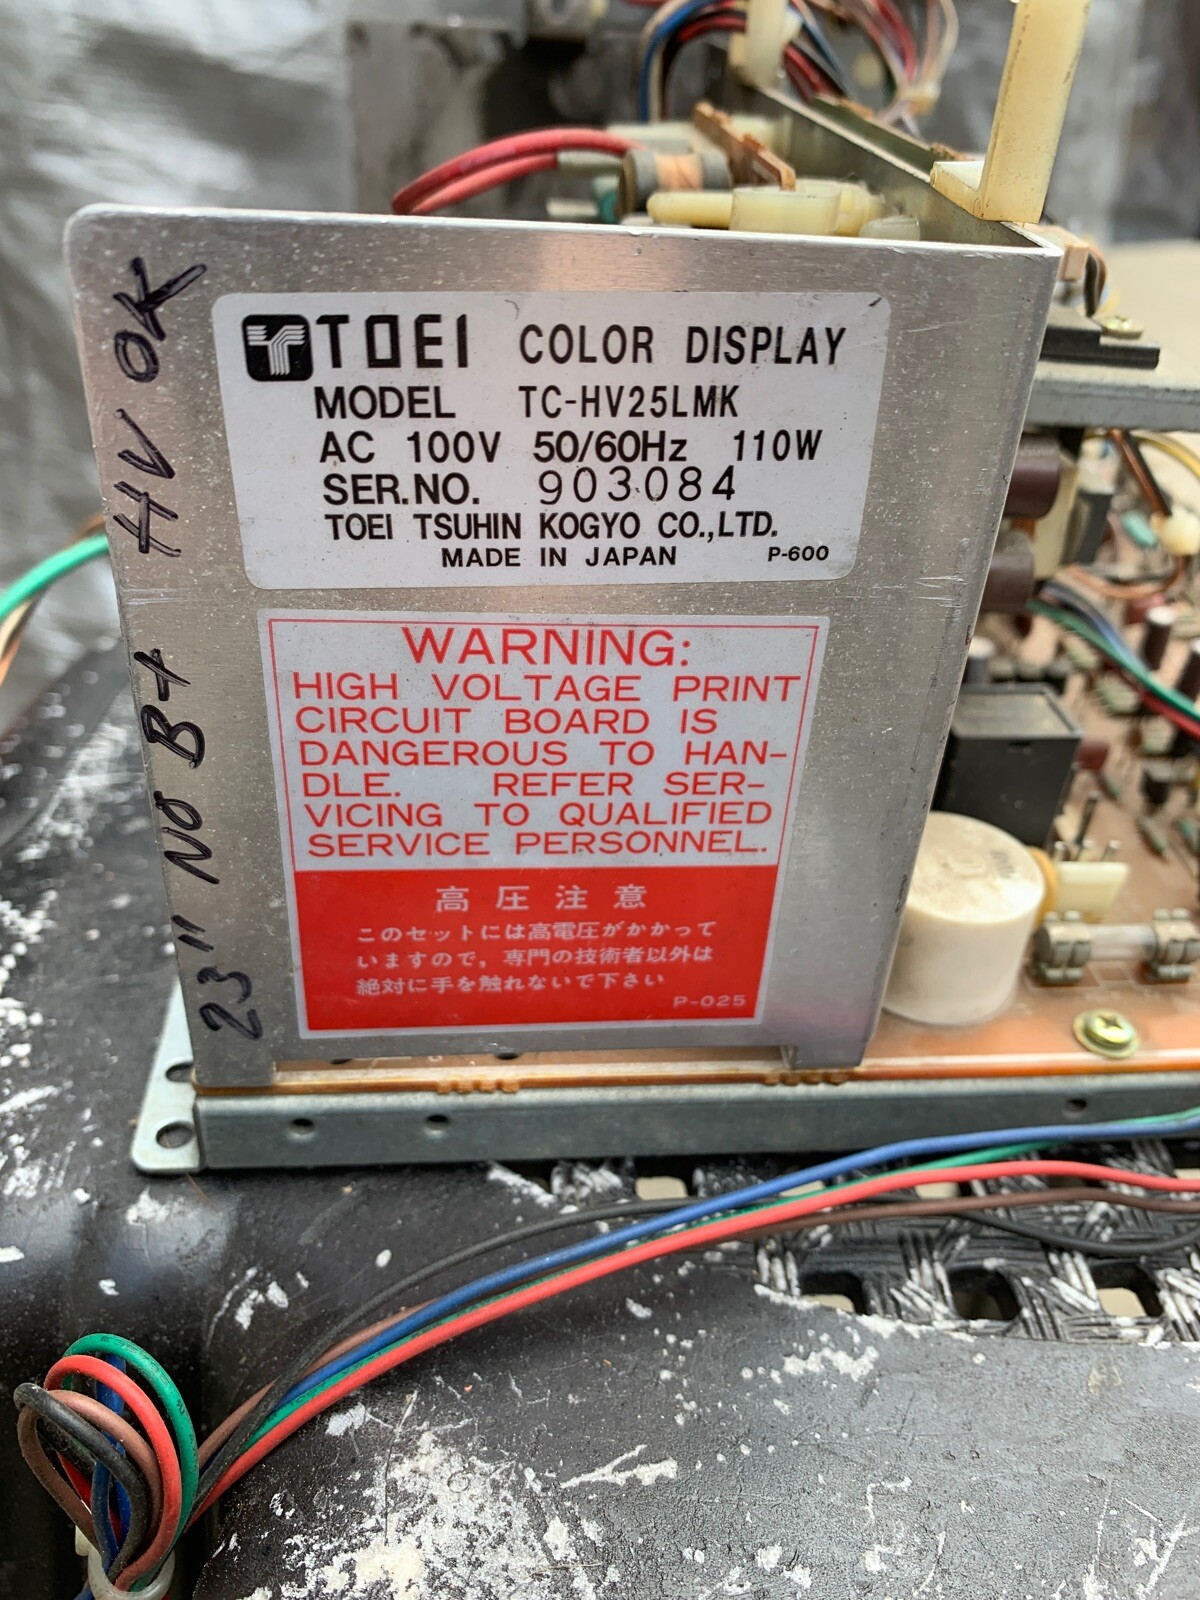 TOEI COLOR DISPLAY
MODEL TC-HV25LMK
AC 100V 50/60Hz 110W
SER.NO. 903084
TOEI TSUHIN KOGYO CO.,LTD.
MADE IN JAPAN P-600
WARNING:
HIGH VOLTAGE PRINT
CIRCUIT BOARD IS
DANGEROUS TO HAN-
DLE. REFER SER-
VICING TO QUALIFIED
SERVICE PERSONNEL.
高圧注意
このセットには高電圧がかかって
いますので，専門の技術者以外は
絶対に手を触れないで下さい
P-025
23" NO B+ HV OK